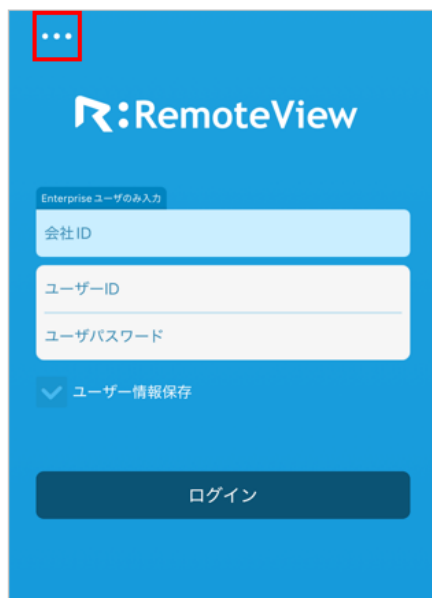 R:RemoteView
Enterprise ユーザのみ入力
会社ID
ユーザーID
ユーザパスワード
ユーザー情報保存
ログイン